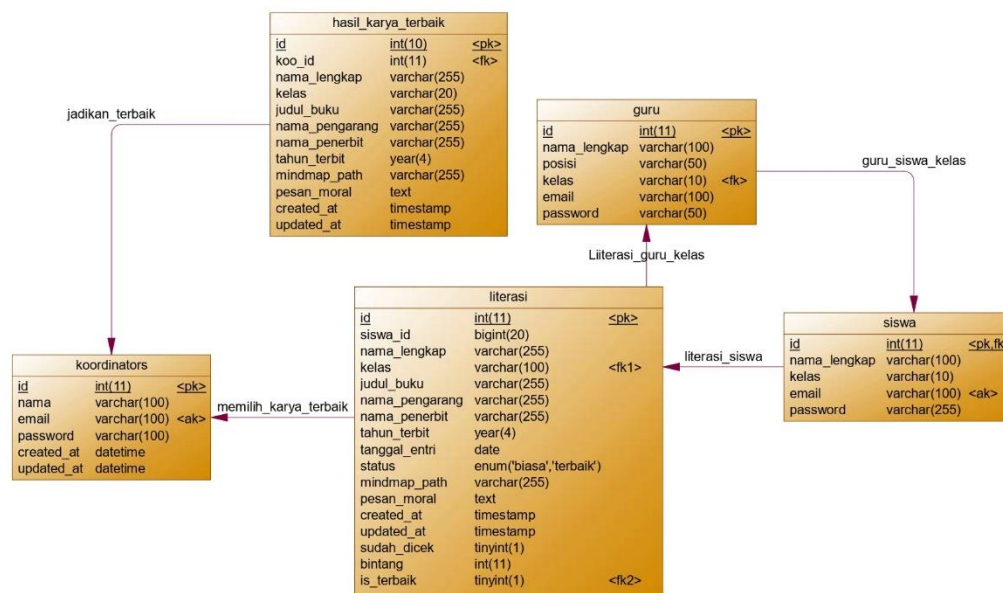 hasil_karya_terbaik
id int(10) <pk>
koo_id int(11) <fk>
nama_lengkap varchar(255)
kelas varchar(20)
judul_buku varchar(255)
nama_pengarang varchar(255)
nama_penerbit varchar(255)
tahun_terbit year(4)
mindmap_path varchar(255)
pesan_moral text
created_at timestamp
updated_at timestamp
jadikan_terbaik
guru
id int(11) <pk>
nama_lengkap varchar(100)
posisi varchar(50)
kelas varchar(10) <fk>
email varchar(100)
password varchar(50)
guru_siswa_kelas
Liiterasi_guru_kelas
literasi
id int(11) <pk>
siswa_id bigint(20)
nama_lengkap varchar(255)
kelas varchar(100) <fk1>
judul_buku varchar(255)
nama_pengarang varchar(255)
nama_penerbit varchar(255)
tahun_terbit year(4)
tanggal_entri date
status enum('biasa','terbaik')
mindmap_path varchar(255)
pesan_moral text
created_at timestamp
updated_at timestamp
sudah_dicek tinyint(1)
bintang int(11)
is_terbaik tinyint(1) <fk2>
siswa
id int(11) <pk,fk
nama_lengkap varchar(100)
kelas varchar(10)
email varchar(100) <ak>
password varchar(255)
literasi_siswa
koordinators
id int(11) <pk>
nama varchar(100)
email varchar(100) <ak>
password varchar(100)
created_at datetime
updated_at datetime
memilih_karya_terbaik